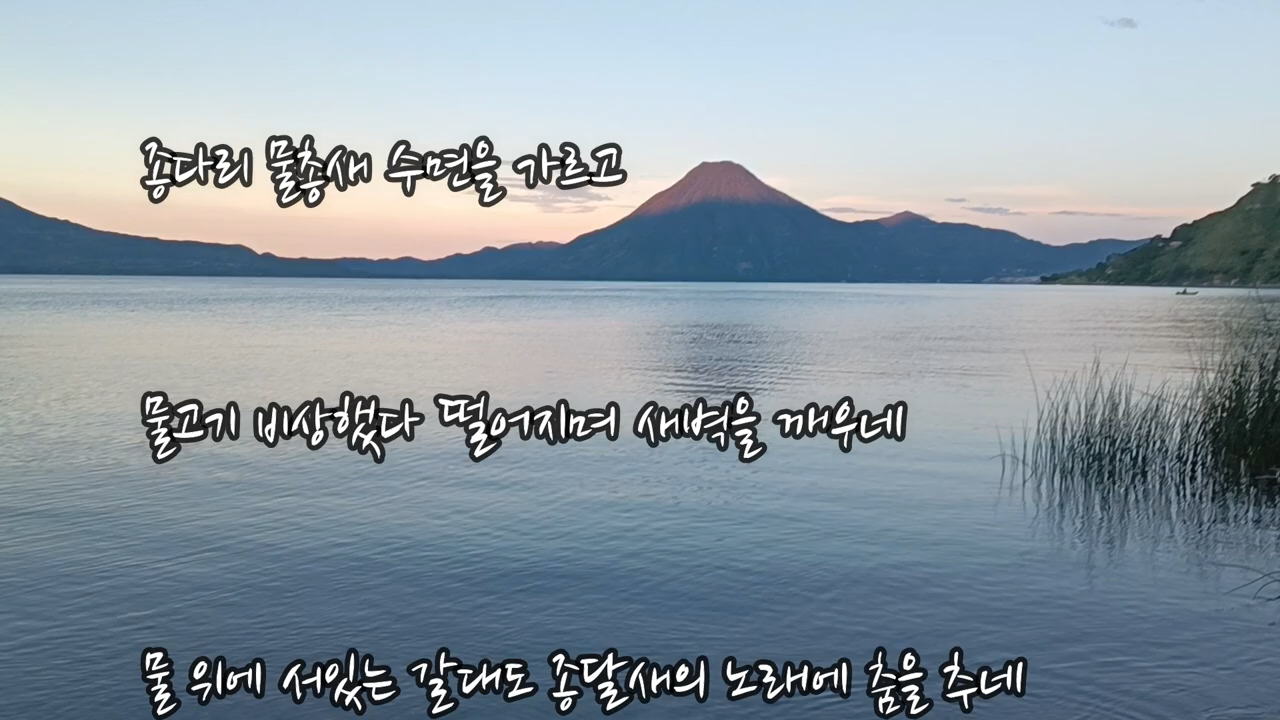 종다리 물총새 수면을 가르고
물고기 비상했다 떨어지며 새벽을 깨우네
물 위에 서있는 갈대도 종달새의 노래에 춤을 추네